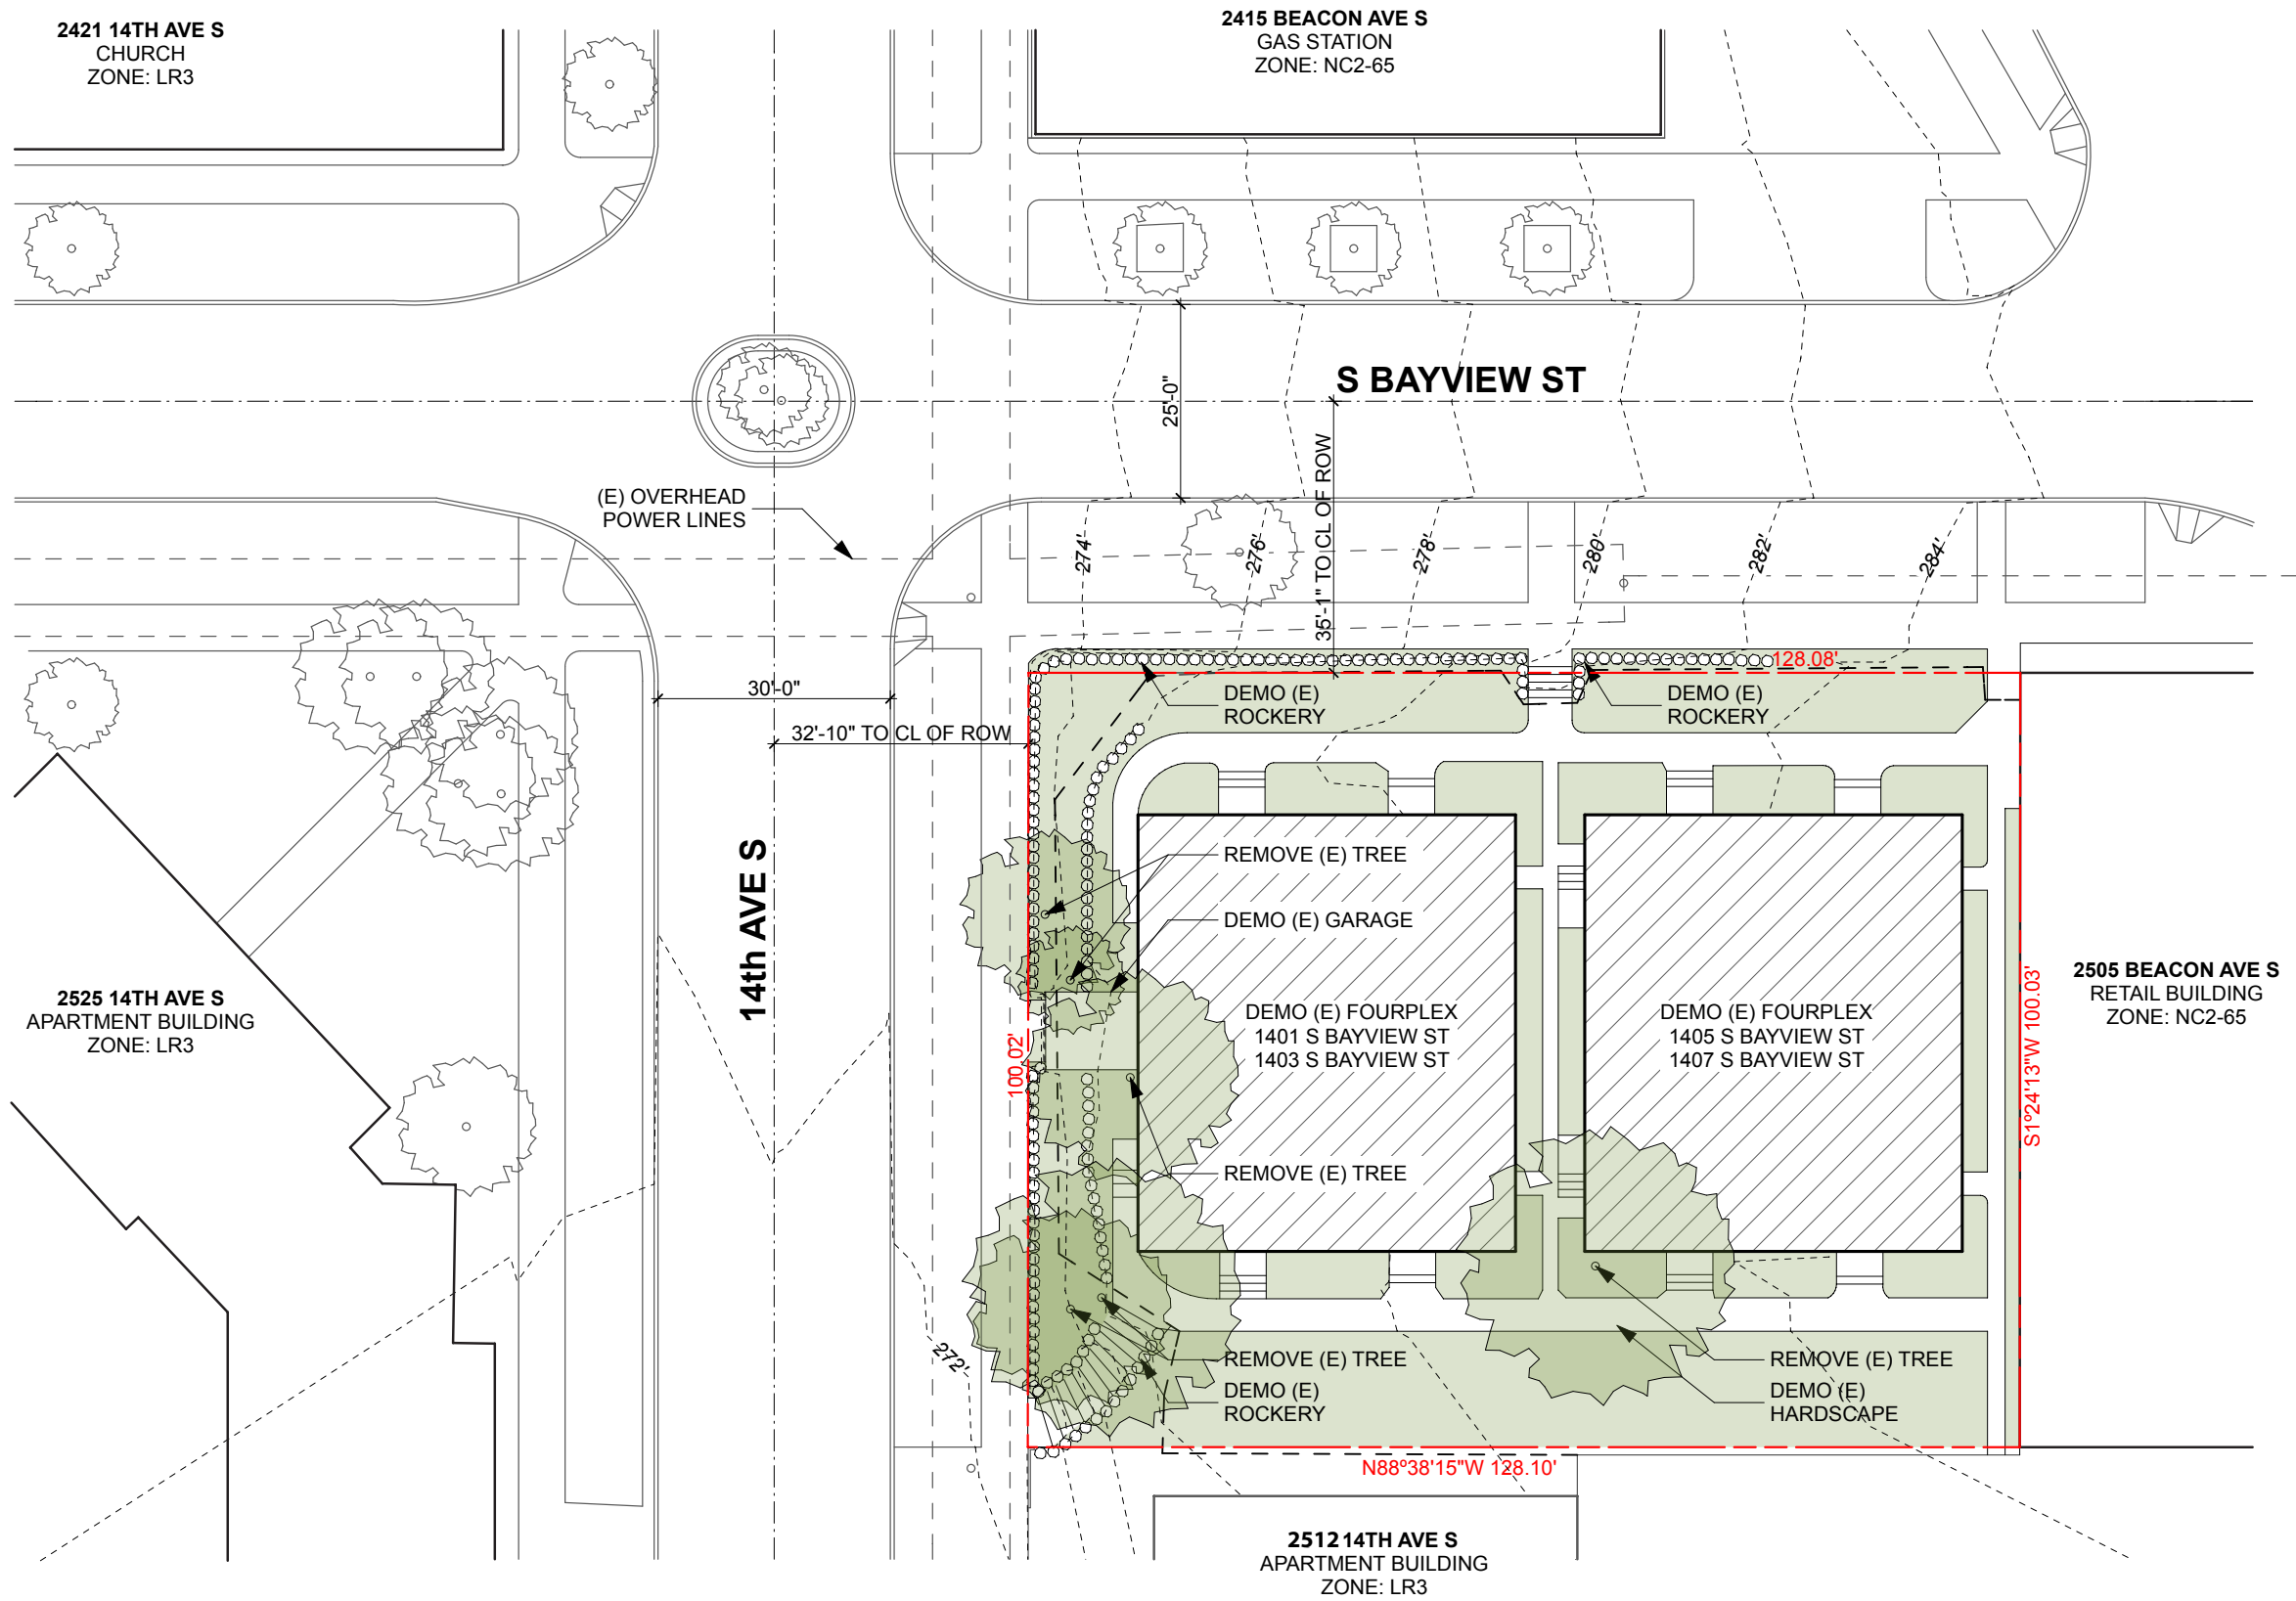 2421 14TH AVE S
CHURCH
ZONE: LR3
2415 BEACON AVE S
GAS STATION
ZONE: NC2-65
S BAYVIEW ST
25'-0"
35'-1" TO CL OF ROW
(E) OVERHEAD
POWER LINES
274'
276'
278'
280'
282'
284'
128.08'
30'-0"
32'-10" TO CL OF ROW
DEMO (E)
ROCKERY
DEMO (E)
ROCKERY
14th AVE S
REMOVE (E) TREE
DEMO (E) GARAGE
2525 14TH AVE S
APARTMENT BUILDING
ZONE: LR3
100.02'
DEMO (E) FOURPLEX
1401 S BAYVIEW ST
1403 S BAYVIEW ST
DEMO (E) FOURPLEX
1405 S BAYVIEW ST
1407 S BAYVIEW ST
S1º24'13"W 100.03'
2505 BEACON AVE S
RETAIL BUILDING
ZONE: NC2-65
REMOVE (E) TREE
272'
REMOVE (E) TREE
DEMO (E)
ROCKERY
REMOVE (E) TREE
DEMO (E)
HARDSCAPE
N88º38'15"W 128.10'
2512 14TH AVE S
APARTMENT BUILDING
ZONE: LR3